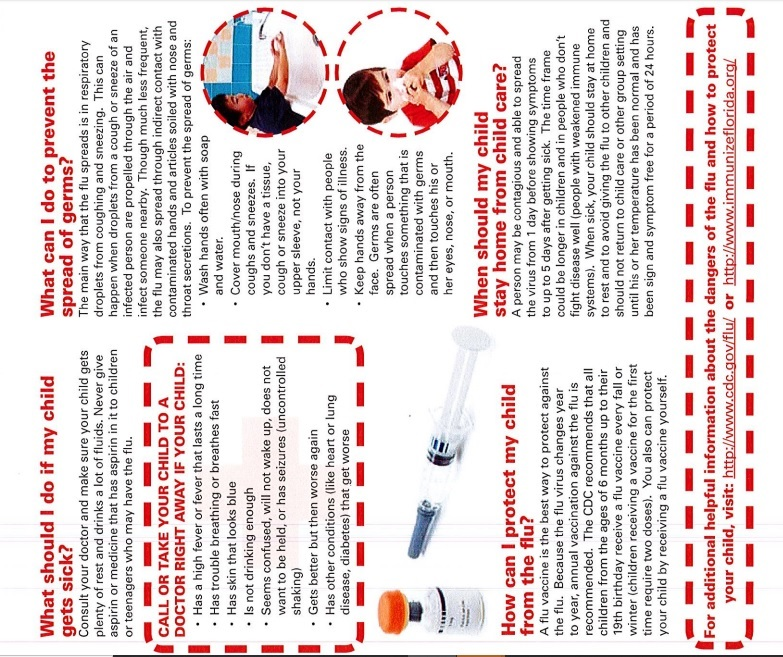 What should I do if my child
gets sick?
Consult your doctor and make sure your child gets
plenty of rest and drinks a lot of fluids. Never give
aspirin or medicine that has aspirin in it to children
or teenagers who may have the flu.
CALL OR TAKE YOUR CHILD TO A
DOCTOR RIGHT AWAY IF YOUR CHILD:
• Has a high fever or fever that lasts a long time
• Has trouble breathing or breathes fast
• Has skin that looks blue
• Is not drinking enough
• Seems confused, will not wake up, does not
want to be held, or has seizures (uncontrolled
shaking)
• Gets better but then worse again
• Has other conditions (like heart or lung
disease, diabetes) that get worse
How can I protect my child
from the flu?
A flu vaccine is the best way to protect against
the flu. Because the flu virus changes year
to year, annual vaccination against the flu is
recommended. The CDC recommends that all
children from the ages of 6 months up to their
19th birthday receive a flu vaccine every fall or
winter (children receiving a vaccine for the first
time require two doses). You also can protect
your child by receiving a flu vaccine yourself.
What can I do to prevent the
spread of germs?
The main way that the flu spreads is in respiratory
droplets from coughing and sneezing. This can
happen when droplets from a cough or sneeze of an
infected person are propelled through the air and
infect someone nearby. Though much less frequent,
the flu may also spread through indirect contact with
contaminated hands and articles soiled with nose and
throat secretions. To prevent the spread of germs:
• Wash hands often with soap
and water.
• Cover mouth/nose during
coughs and sneezes. If
you don't have a tissue,
cough or sneeze into your
upper sleeve, not your
hands.
• Limit contact with people
who show signs of illness.
• Keep hands away from the
face. Germs are often
spread when a person
touches something that is
contaminated with germs
and then touches his or
her eyes, nose, or mouth.
When should my child
stay home from child care?
A person may be contagious and able to spread
the virus from 1 day before showing symptoms
to up to 5 days after getting sick. The time frame
could be longer in children and in people who don't
fight disease well (people with weakened immune
systems). When sick, your child should stay at home
to rest and to avoid giving the flu to other children and
should not return to child care or other group setting
until his or her temperature has been normal and has
been sign and symptom free for a period of 24 hours.
For additional helpful information about the dangers of the flu and how to protect
your child, visit: http://www.cdc.gov/flu/ or http://www.immunizeflorida.org/